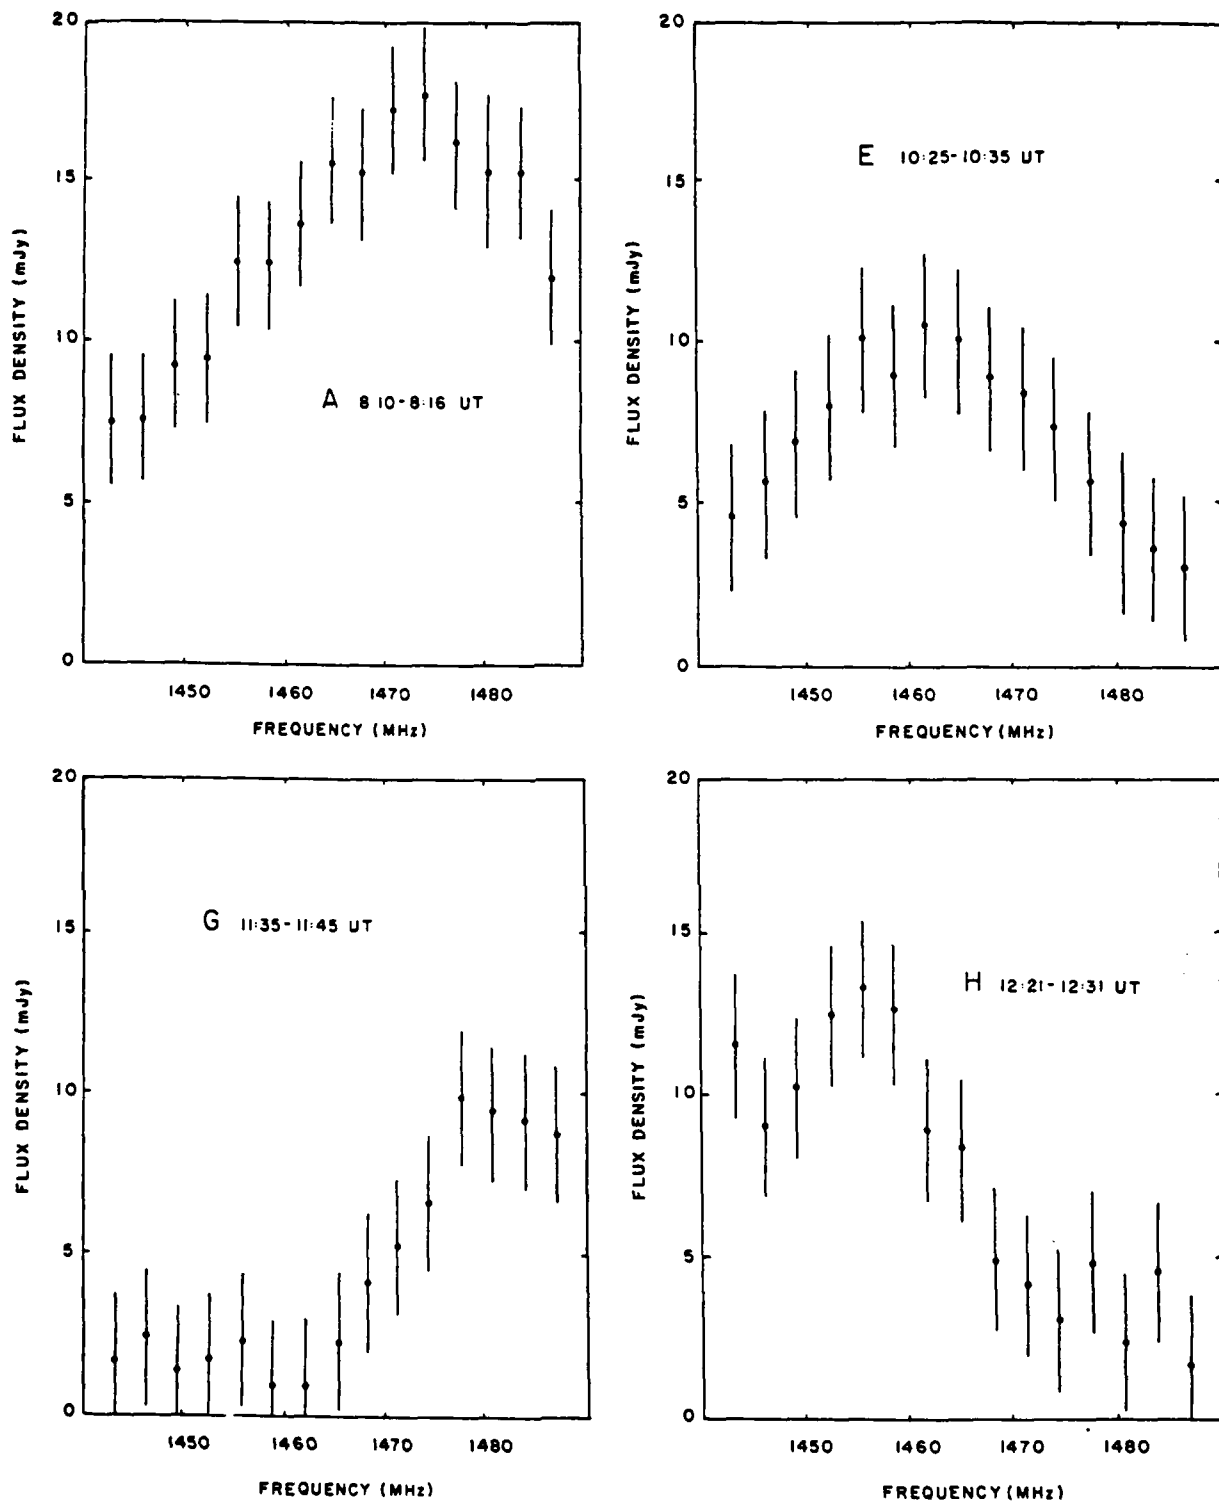 20
15
10
5
0
FLUX DENSITY (mJy)
A 8:10-8:16 UT
1450 1460 1470 1480
FREQUENCY (MHz)
20
15
10
5
0
FLUX DENSITY (mJy)
E 10:25-10:35 UT
1450 1460 1470 1480
FREQUENCY (MHz)
20
15
10
5
0
FLUX DENSITY (mJy)
G 11:35-11:45 UT
1450 1460 1470 1480
FREQUENCY (MHz)
20
15
10
5
0
FLUX DENSITY (mJy)
H 12:21-12:31 UT
1450 1460 1470 1480
FREQUENCY (MHz)